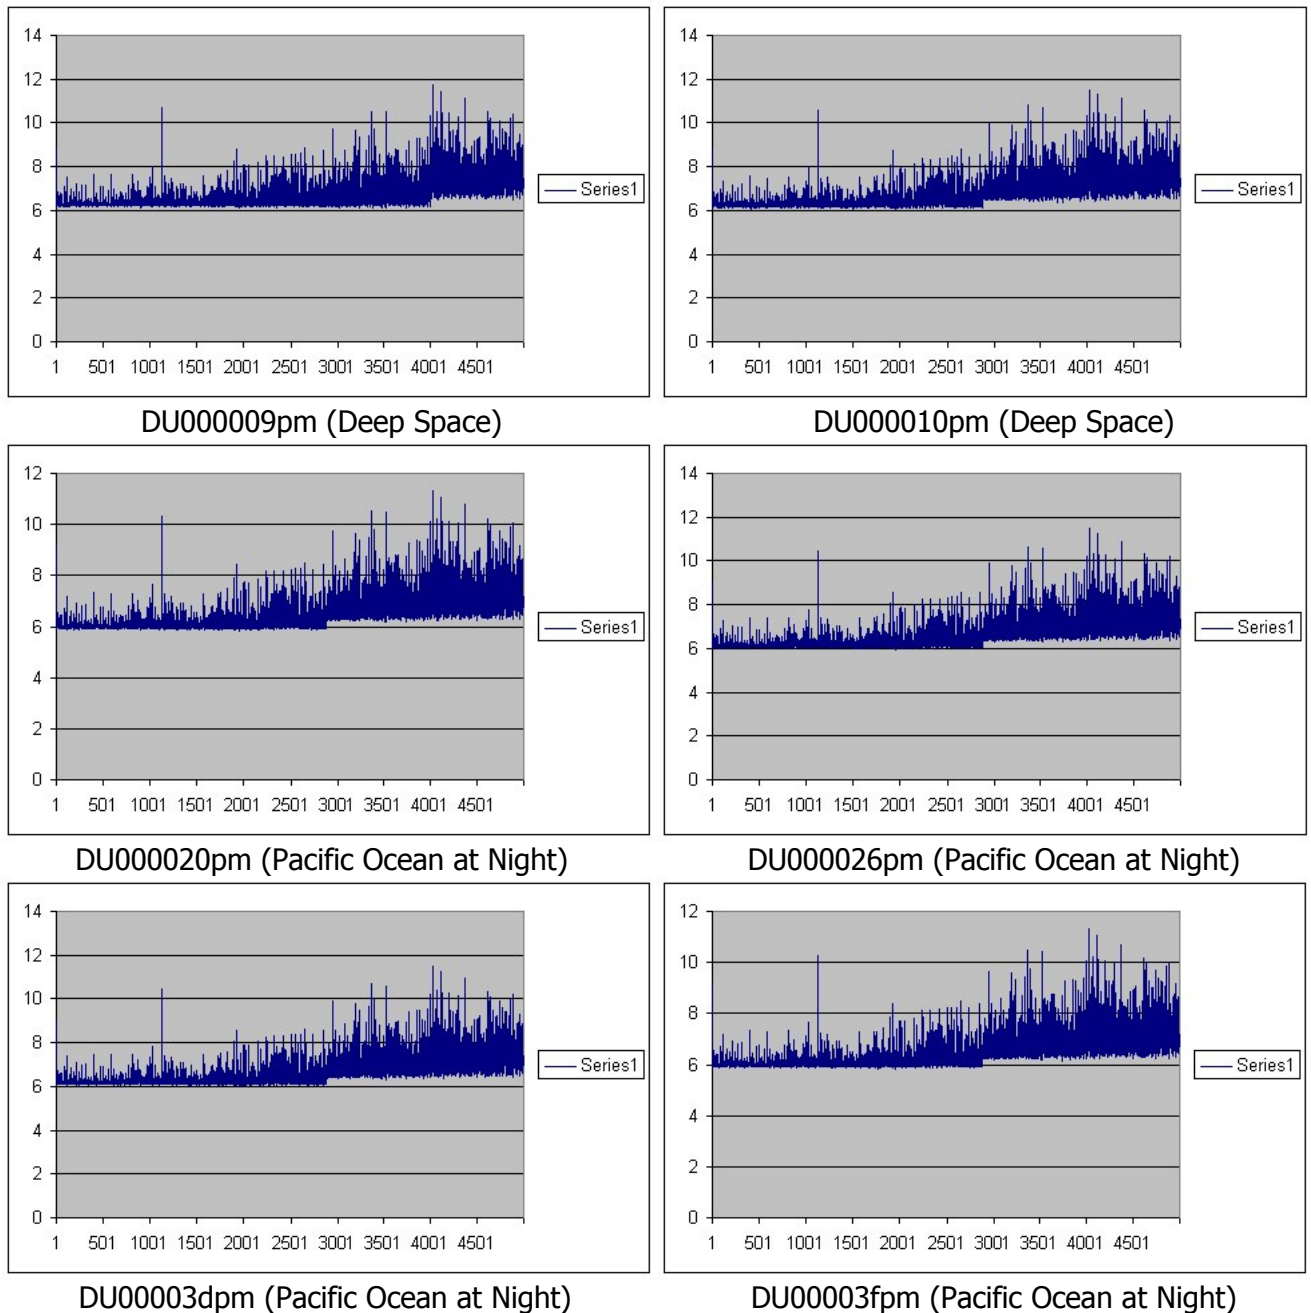 14
12
10
8
6
4
2
0
1 501 1001 1501 2001 2501 3001 3501 4001 4501
Series1
DU000009pm (Deep Space)
14
12
10
8
6
4
2
0
1 501 1001 1501 2001 2501 3001 3501 4001 4501
Series1
DU000010pm (Deep Space)
12
10
8
6
4
2
0
1 501 1001 1501 2001 2501 3001 3501 4001 4501
Series1
DU000020pm (Pacific Ocean at Night)
14
12
10
8
6
4
2
0
1 501 1001 1501 2001 2501 3001 3501 4001 4501
Series1
DU000026pm (Pacific Ocean at Night)
14
12
10
8
6
4
2
0
1 501 1001 1501 2001 2501 3001 3501 4001 4501
Series1
DU00003dpm (Pacific Ocean at Night)
12
10
8
6
4
2
0
1 501 1001 1501 2001 2501 3001 3501 4001 4501
Series1
DU00003fpm (Pacific Ocean at Night)